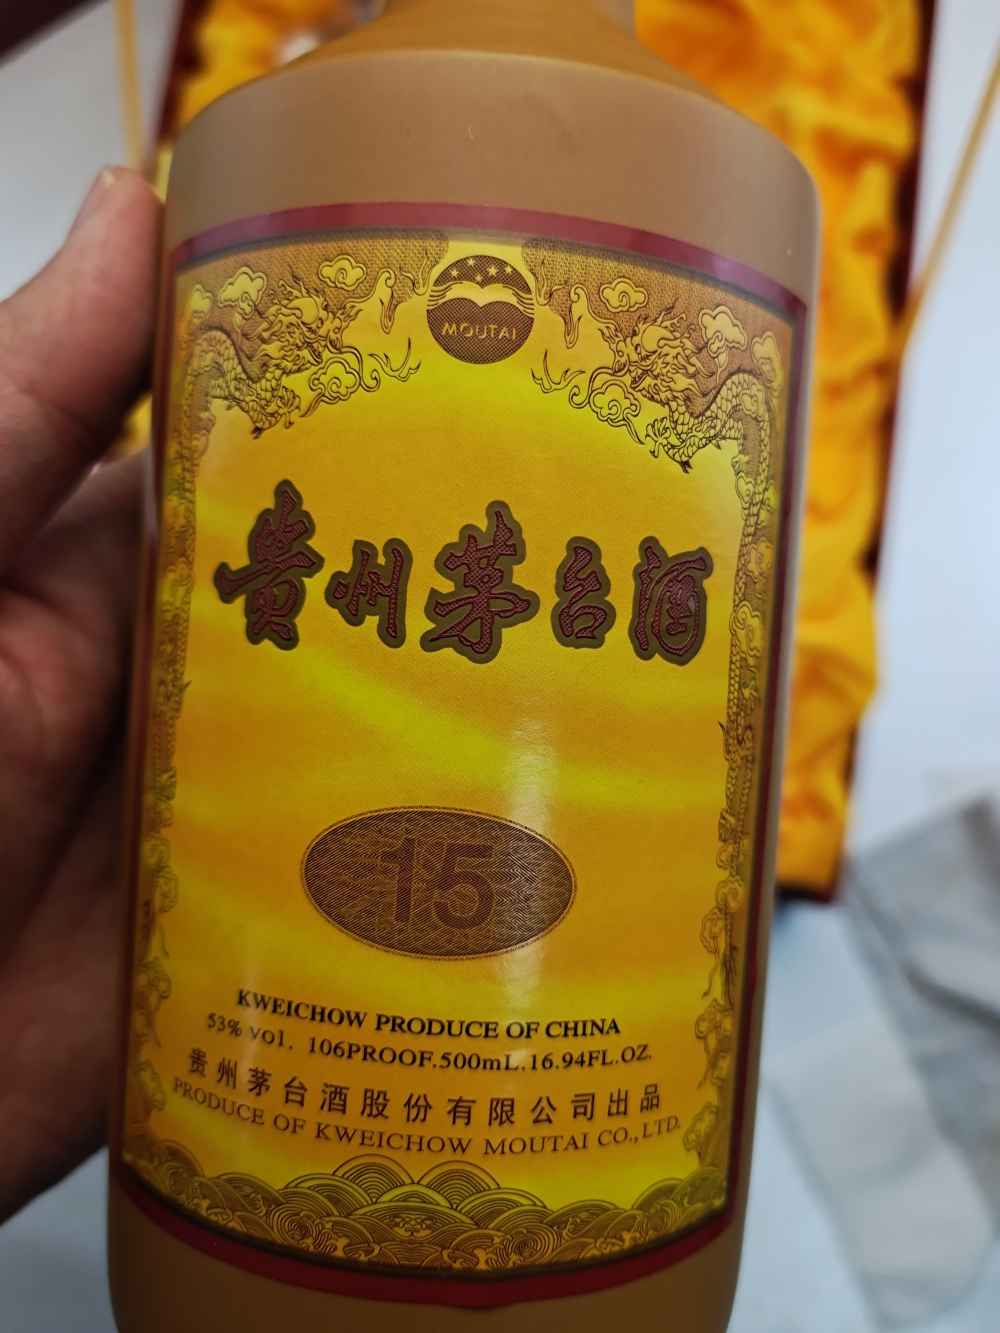 MOUTAI
贵州茅台酒
15
KWEICHOW PRODUCE OF CHINA
53% vol. 106PROOF.500mL.16.94FL.OZ.
贵州茅台酒股份有限公司出品
PRODUCE OF KWEICHOW MOUTAI CO.,LTD.